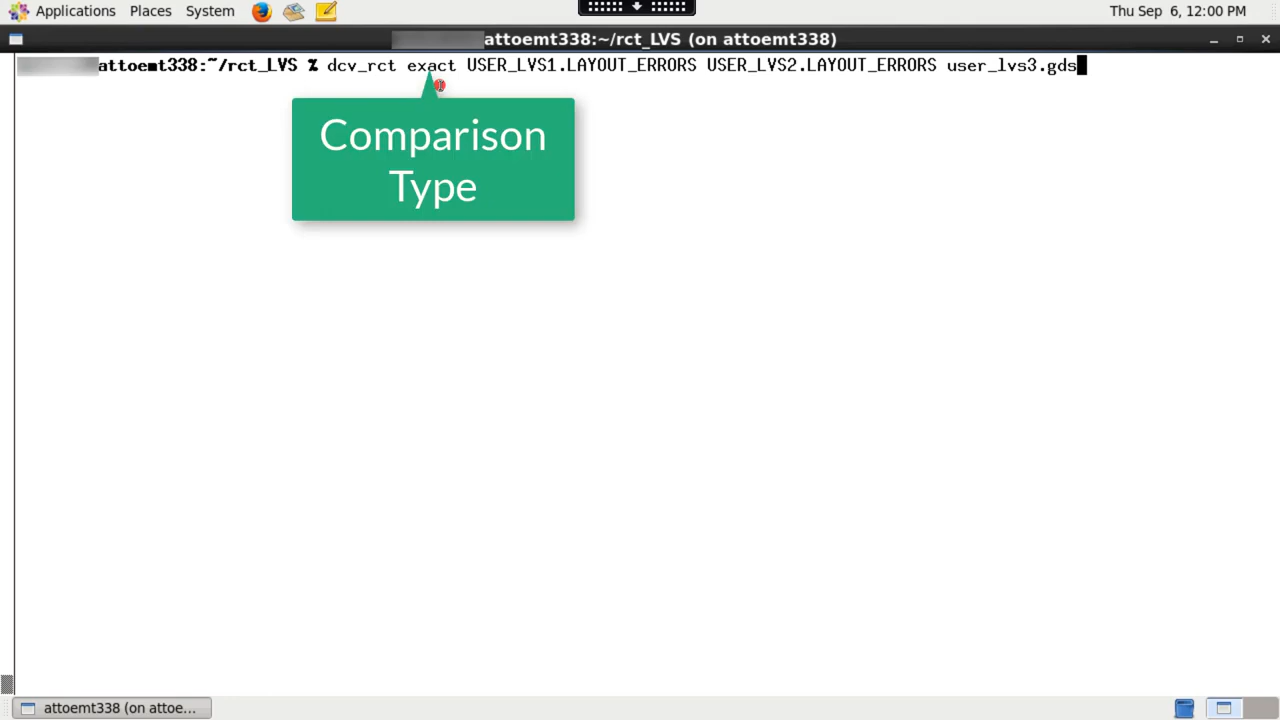 Applications Places System Thu Sep 6, 12:00 PM
attoemt338:~/rct_LVS (on attoemt338)
attoemt338:~/rct_LVS % dcv_rct exact USER_LVS1.LAYOUT_ERRORS USER_LVS2.LAYOUT_ERRORS user_lvs3.gds
Comparison
Type
attoemt338 (on attoe...